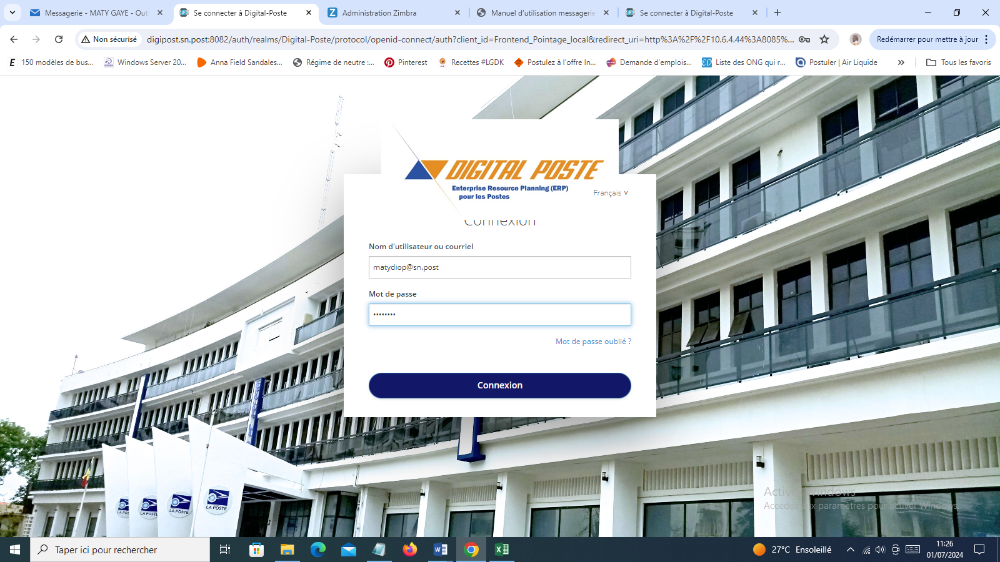 Messagerie - MATY GAYE - Out
Se connecter à Digital-Poste
Administration Zimbra
Manuel d'utilisation messagerie
Se connecter à Digital-Poste
Non sécurisé
digipost.sn.post:8082/auth/realms/Digital-Poste/protocol/openid-connect/auth?client_id=Frontend_Pointage_local&redirect_uri=http%3A%2F%2F10.6.4.44%3A8085%...
Redémarrer pour mettre à jour
150 modèles de bus...
Windows Server 20...
Anna Field Sandales...
Régime de neutre :...
Pinterest
Recettes #LGDK
Postulez à l'offre In...
Demande d'emplois...
Liste des ONG qui r...
Postuler | Air Liquide
Tous les favoris
DIGITAL POSTE
Enterprise Resource Planning (ERP)
pour les Postes
Français
Connexion
Nom d'utilisateur ou courriel
matydiop@sn.post
Mot de passe
••••••••
Mot de passe oublié ?
Connexion
LA POSTE
LA POSTE
LA POSTE
LA POSTE
Activer Windows
Accédez aux paramètres pour activer Windows.
Taper ici pour rechercher
27°C Ensoleillé
11:26
01/07/2024